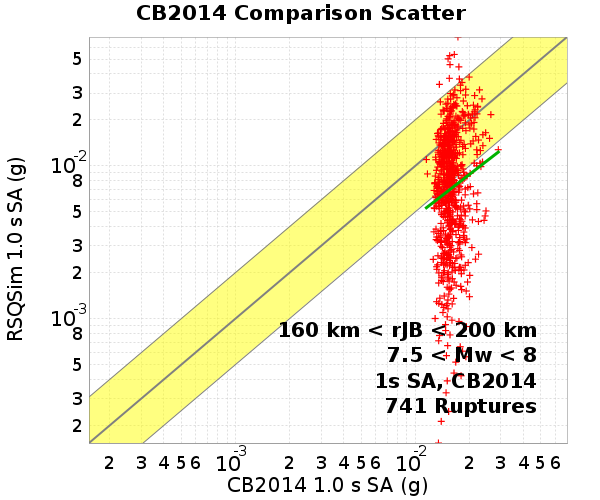 CB2014 Comparison Scatter
RSQSim 1.0 s SA (g)
5
3
2
10-2
8
5
3
2
10-3
8
5
3
2
160 km < rJB < 200 km
7.5 < Mw < 8
1s SA, CB2014
741 Ruptures
2 3 4 5 6 10-3 2 3 4 5 6 10-2 2 3 4 5 6
CB2014 1.0 s SA (g)